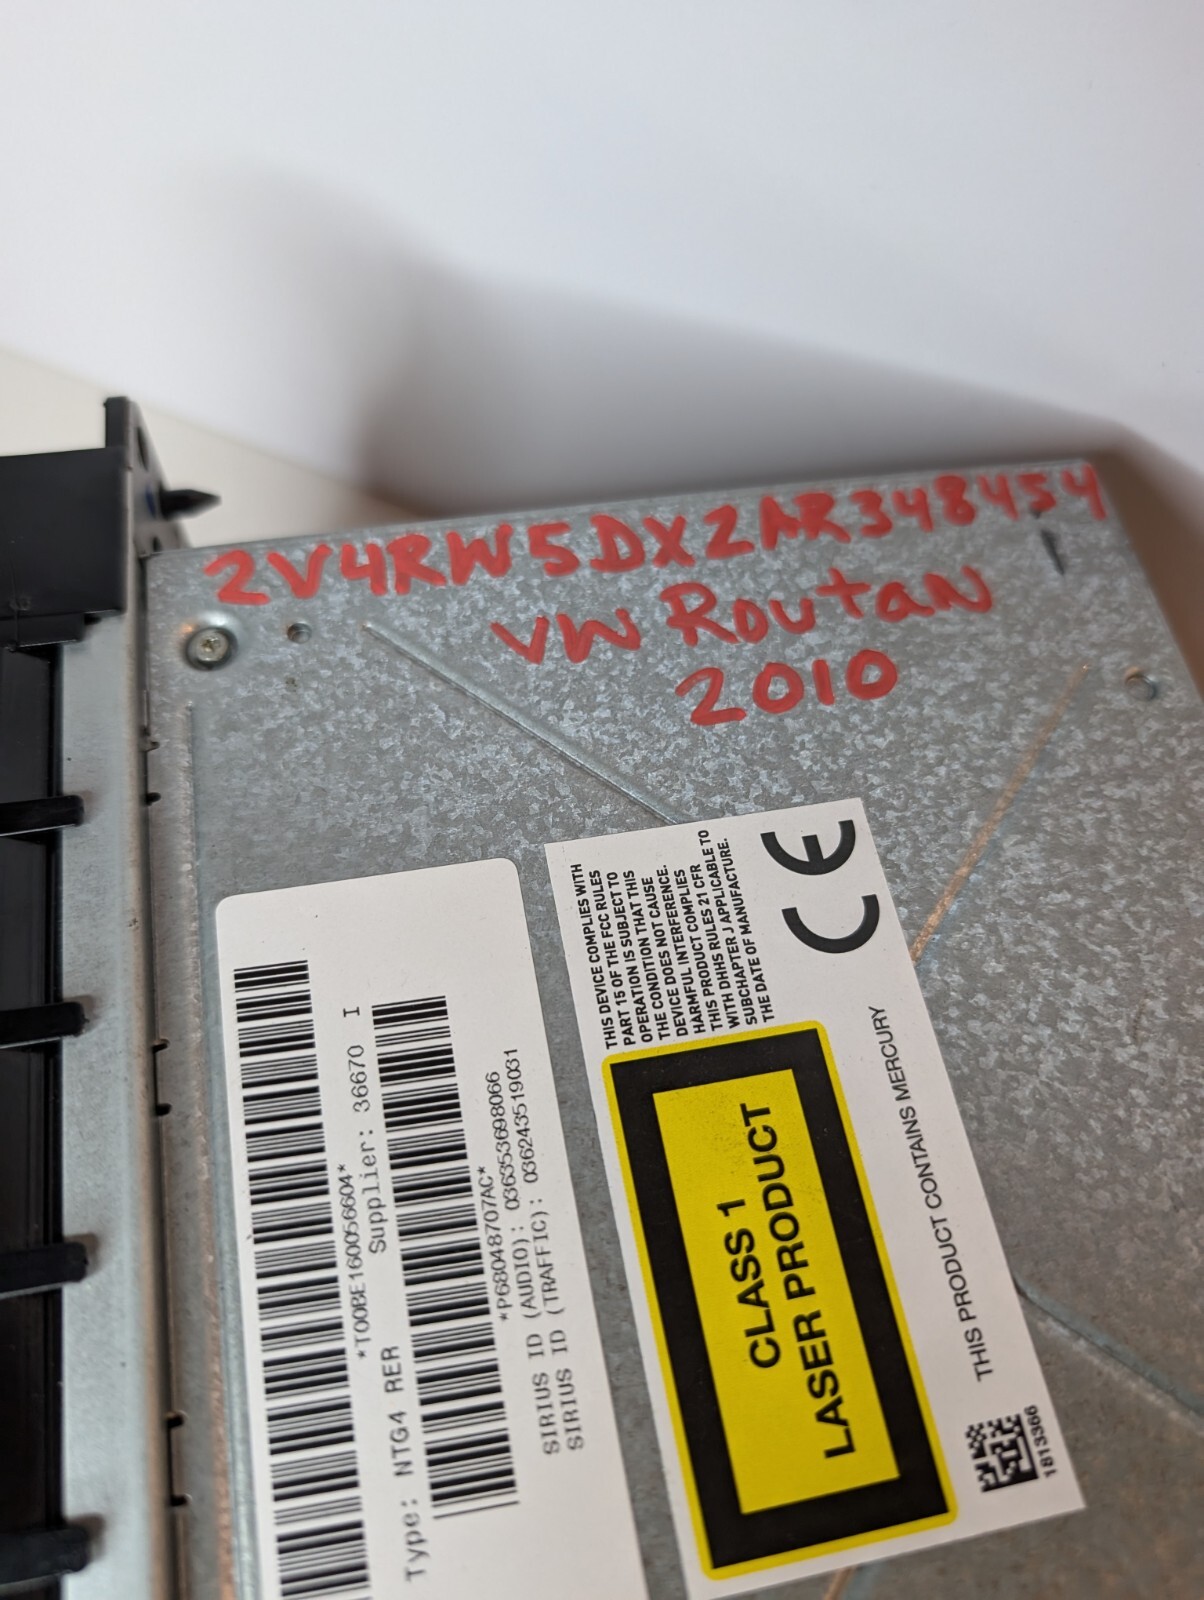 2V4RW5DX2AR348454
VW Routan
2010
*T00BE160056604*
Supplier: 36670 I
Type: NTG4 RER
*P68048707AC*
SIRIUS ID (AUDIO): 036353698066
SIRIUS ID (TRAFFIC): 036243519031
THIS DEVICE COMPLIES WITH
PART 15 OF THE FCC RULES
OPERATION IS SUBJECT TO
THE CONDITION THAT THIS
DEVICE DOES NOT CAUSE
HARMFUL INTERFERENCE.
THIS PRODUCT COMPLIES
WITH DHHS RULES 21 CFR
SUBCHAPTER J APPLICABLE TO
THE DATE OF MANUFACTURE.
CE
CLASS 1
LASER PRODUCT
THIS PRODUCT CONTAINS MERCURY
1813366